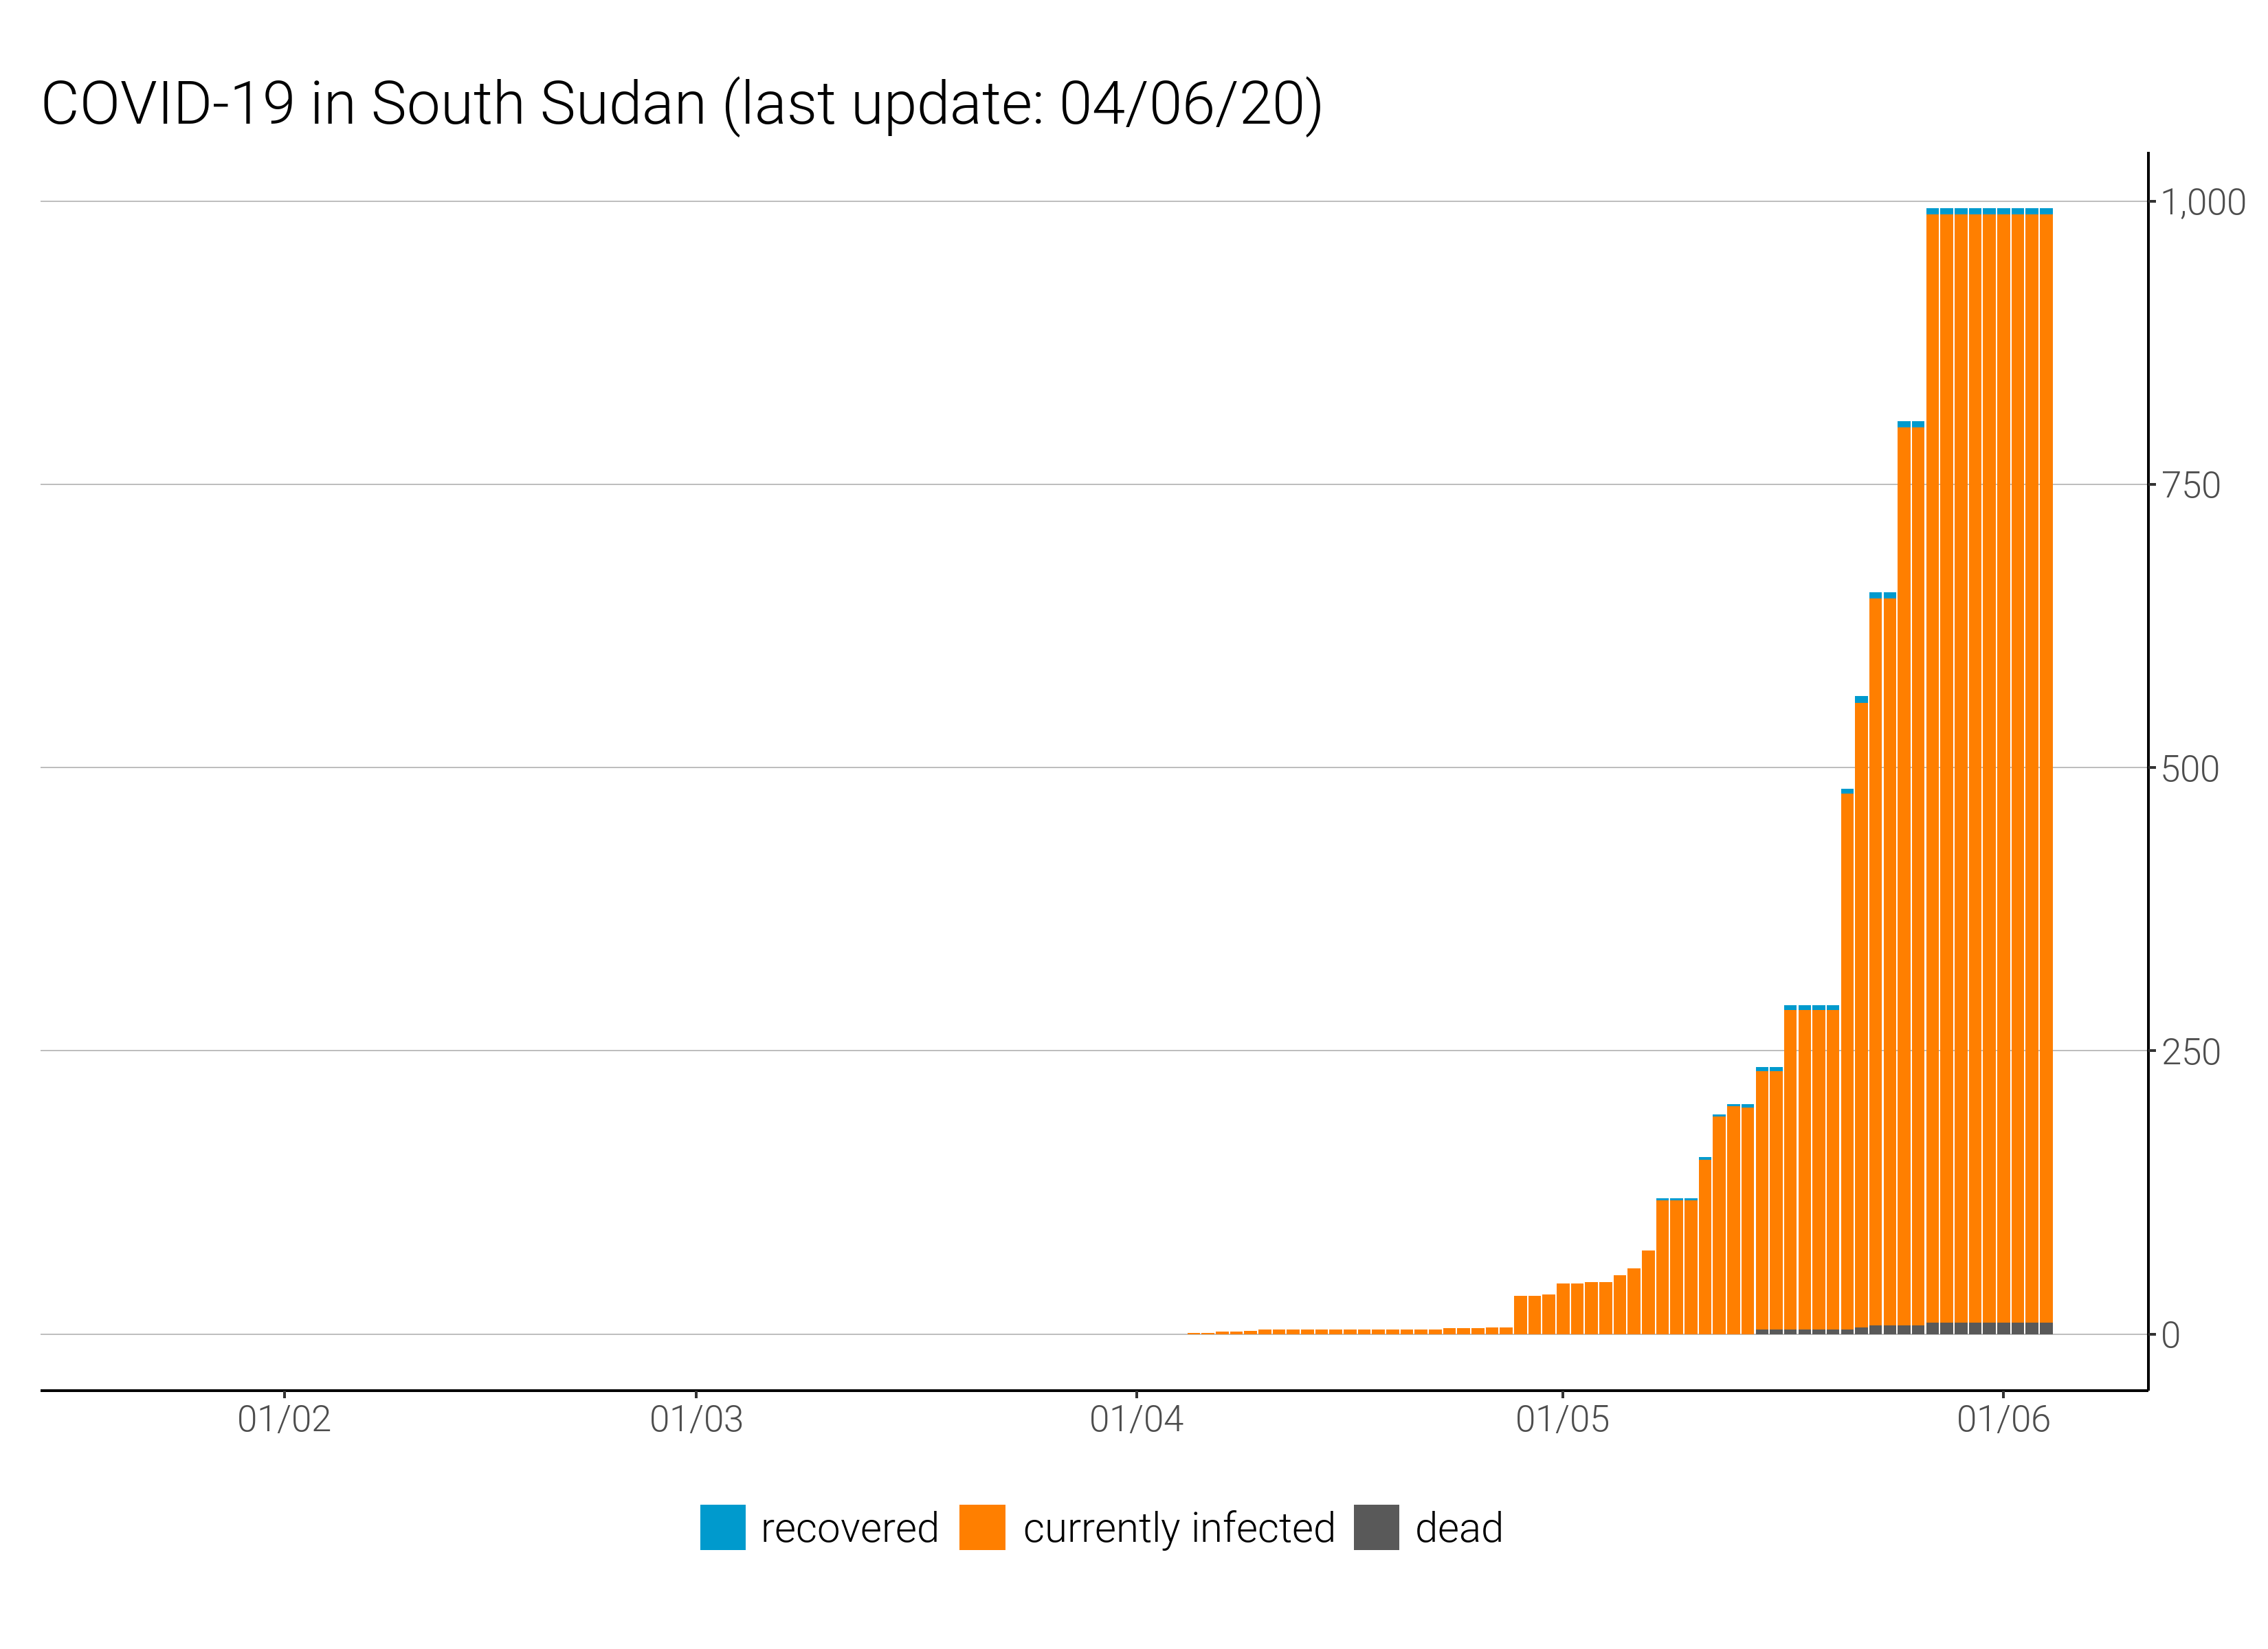 COVID-19 in South Sudan (last update: 04/06/20)
1,000
750
500
250
0
01/02 01/03 01/04 01/05 01/06
recovered currently infected dead